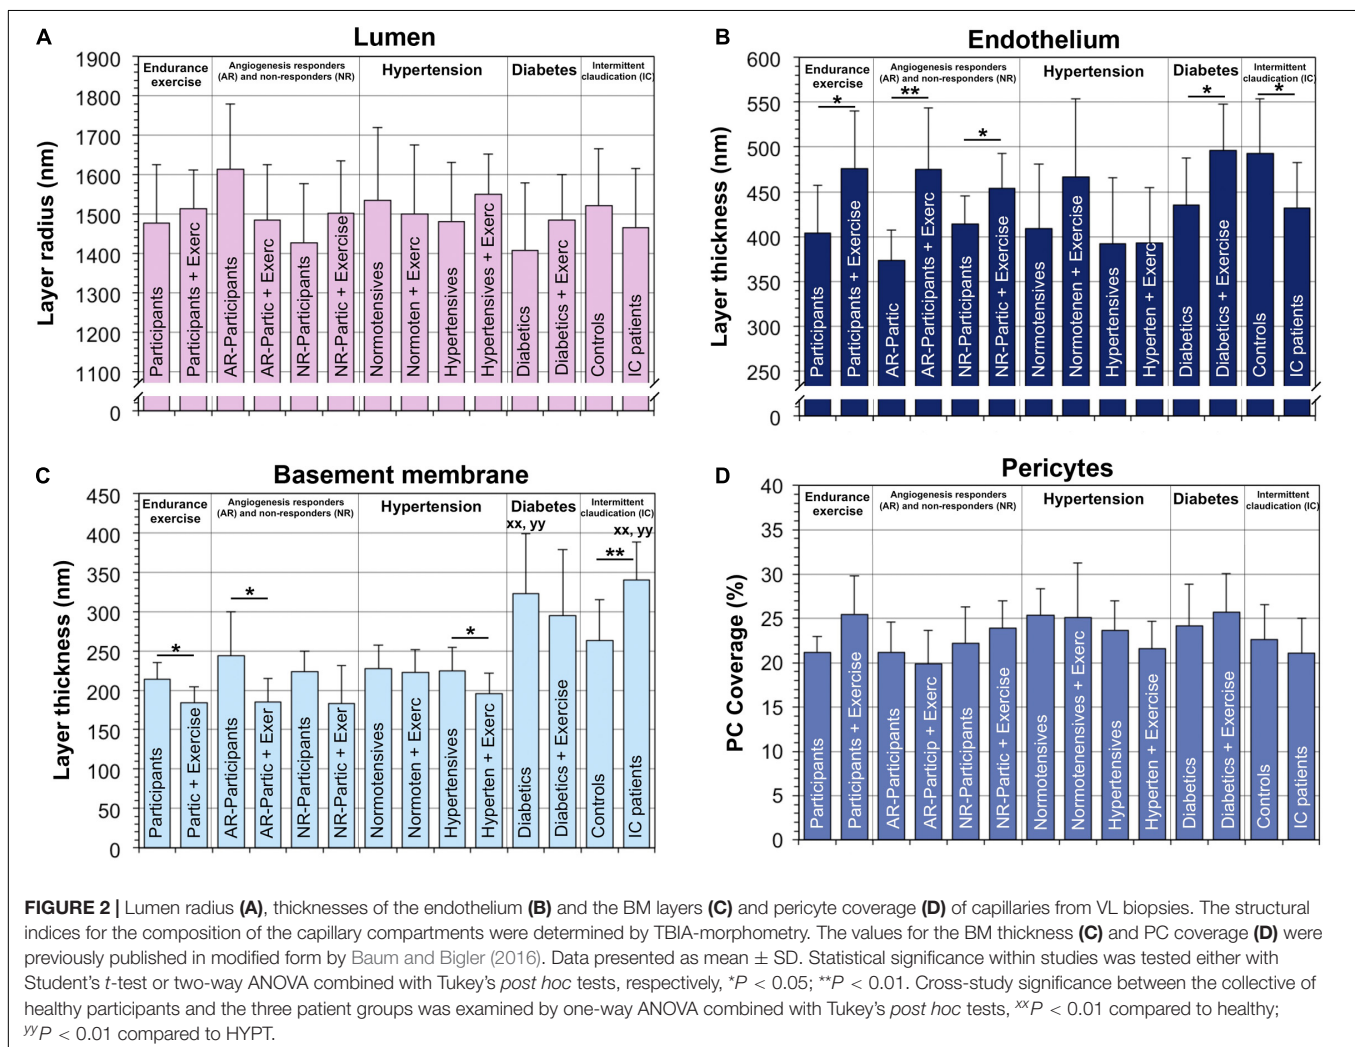 A
Lumen
Layer radius (nm)
1900
1800
1700
1600
1500
1400
1300
1200
1100
0
Endurance
exercise
Angiogenesis responders
(AR) and non-responders (NR)
Hypertension
Diabetes
Intermittent
claudication (IC)
Participants
Participants + Exerc
AR-Participants
AR-Partic + Exerc
NR-Participants
NR-Partic + Exercise
Normotensives
Normoten + Exerc
Hypertensives
Hypertensives + Exerc
Diabetics
Diabetics + Exerc
Controls
IC patients
B
Endothelium
Layer thickness (nm)
600
550
500
450
400
350
300
250
0
Endurance
exercise
Angiogenesis responders
(AR) and non-responders (NR)
Hypertension
Diabetes
Intermittent
claudication (IC)
*
**
*
*
*
Participants
Participants + Exercise
AR-Partic
AR-Participants + Exerc
NR-Participants
NR-Partic + Exercise
Normotensives
Normoten + Exercise
Hypertensives
Hyperten + Exerc
Diabetics
Diabetics + Exercise
Controls
IC patients
C
Basement membrane
Layer thickness (nm)
450
400
350
300
250
200
150
100
50
0
Endurance
exercise
Angiogenesis responders
(AR) and non-responders (NR)
Hypertension
Diabetes
Intermittent
claudication (IC)
xx, yy
xx, yy
*
*
*
**
Participants
Partic + Exercise
AR-Participants
AR-Partic + Exer
NR-Participants
NR-Partic + Exer
Normotensives
Normoten + Exerc
Hypertensives
Hyperten + Exerc
Diabetics
Diabetics + Exercise
Controls
IC patients
D
Pericytes
PC Coverage (%)
40
35
30
25
20
15
10
5
0
Endurance
exercise
Angiogenesis responders
(AR) and non-responders (NR)
Hypertension
Diabetes
Intermittent
claudication (IC)
Participants
Participants + Exercise
AR-Participants
AR-Particip + Exerc
NR-Participants
NR-Partic + Exercise
Normotensives
Normotensives + Exerc
Hypertensives
Hyperten + Exercise
Diabetics
Diabetics + Exercise
Controls
IC patients
FIGURE 2 | Lumen radius (A), thicknesses of the endothelium (B) and the BM layers (C) and pericyte coverage (D) of capillaries from VL biopsies. The structural
indices for the composition of the capillary compartments were determined by TBIA-morphometry. The values for the BM thickness (C) and PC coverage (D) were
previously published in modified form by Baum and Bigler (2016). Data presented as mean ± SD. Statistical significance within studies was tested either with
Student's t-test or two-way ANOVA combined with Tukey's post hoc tests, respectively, *P < 0.05; **P < 0.01. Cross-study significance between the collective of
healthy participants and the three patient groups was examined by one-way ANOVA combined with Tukey's post hoc tests, xxP < 0.01 compared to healthy;
yyP < 0.01 compared to HYPT.